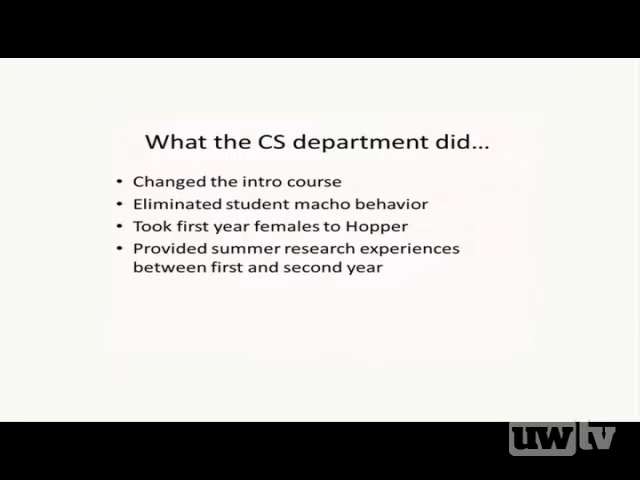 What the CS department did...
• Changed the intro course
• Eliminated student macho behavior
• Took first year females to Hopper
• Provided summer research experiences
between first and second year
uwtv